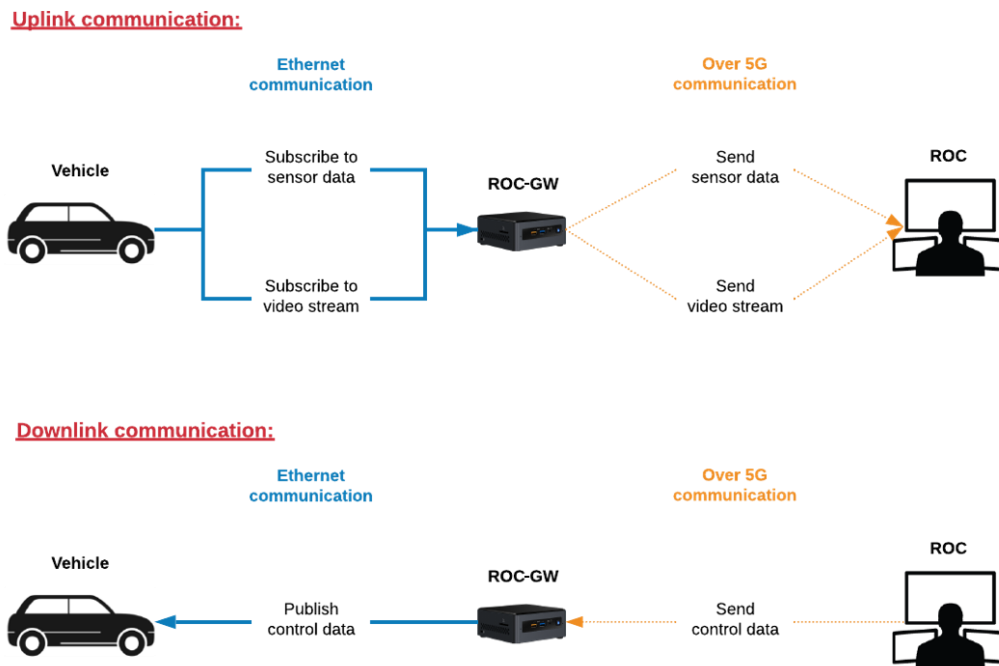 Uplink communication:
Ethernet
communication
Over 5G
communication
Vehicle
Subscribe to
sensor data
ROC-GW
Send
sensor data
ROC
Subscribe to
video stream
Send
video stream
Downlink communication:
Ethernet
communication
Over 5G
communication
Vehicle
ROC-GW
ROC
Publish
control data
Send
control data